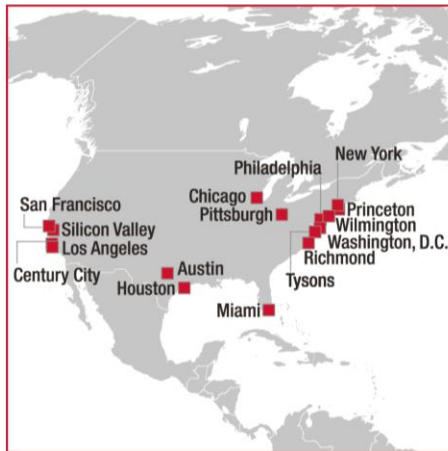 New York
Philadelphia
Chicago
Pittsburgh
Princeton
Wilmington
Washington, D.C.
Richmond
Tysons
San Francisco
Silicon Valley
Los Angeles
Century City
Austin
Houston
Miami